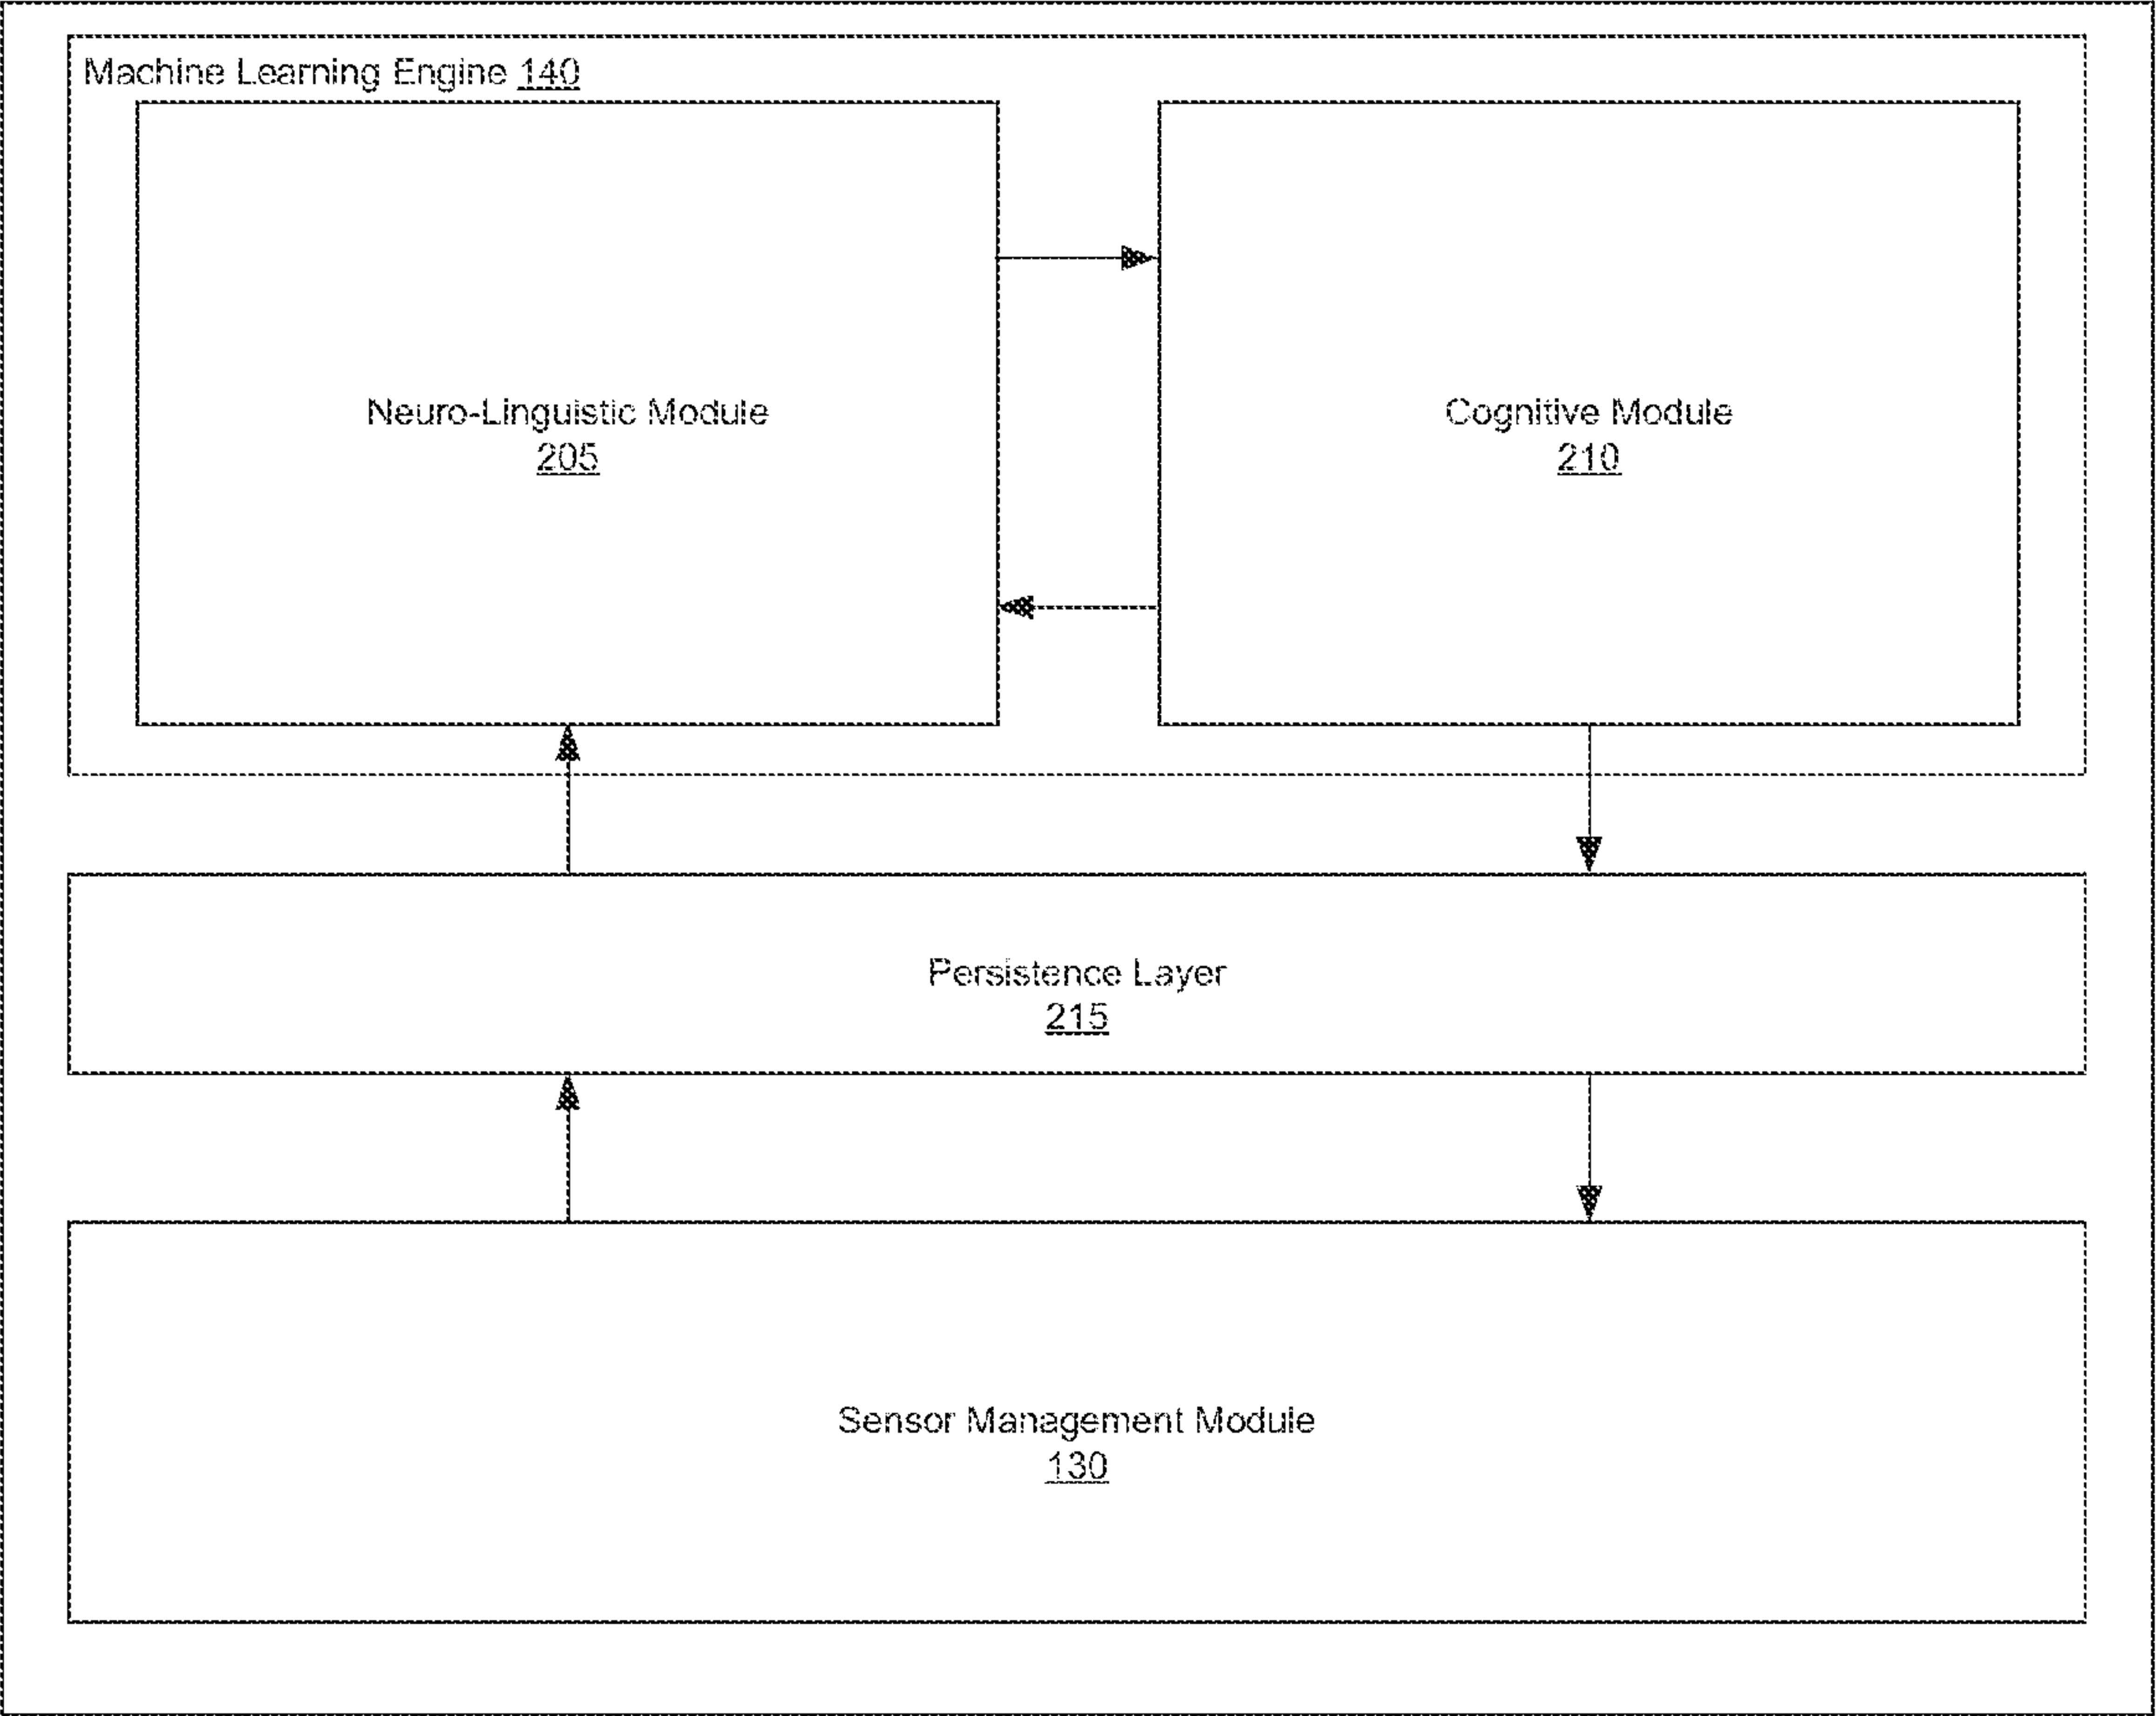 Machine Learning Engine 140
Neuro-Linguistic Module
205
Cognitive Module
210
Persistence Layer
215
Sensor Management Module
130